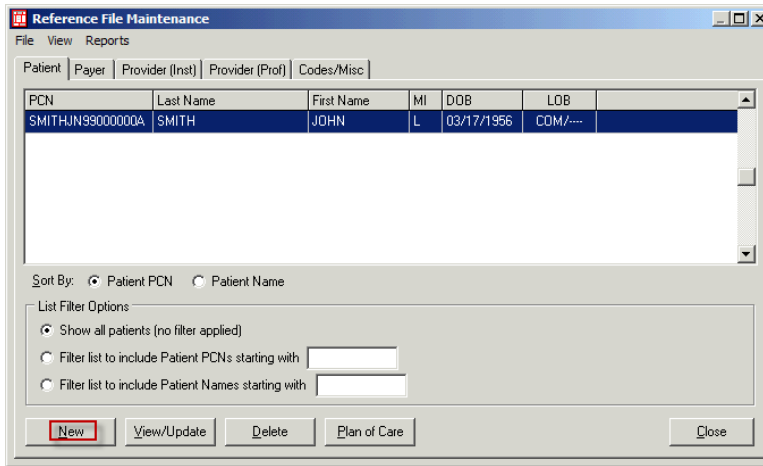 Reference File Maintenance
File View Reports
Patient Payer Provider (Inst) Provider (Prof) Codes/Misc
PCN Last Name First Name MI DOB LOB
SMITHJN99000000A SMITH JOHN L 03/17/1956 COM/----
Sort By: Patient PCN Patient Name
List Filter Options
Show all patients (no filter applied)
Filter list to include Patient PCNs starting with
Filter list to include Patient Names starting with
New View/Update Delete Plan of Care Close